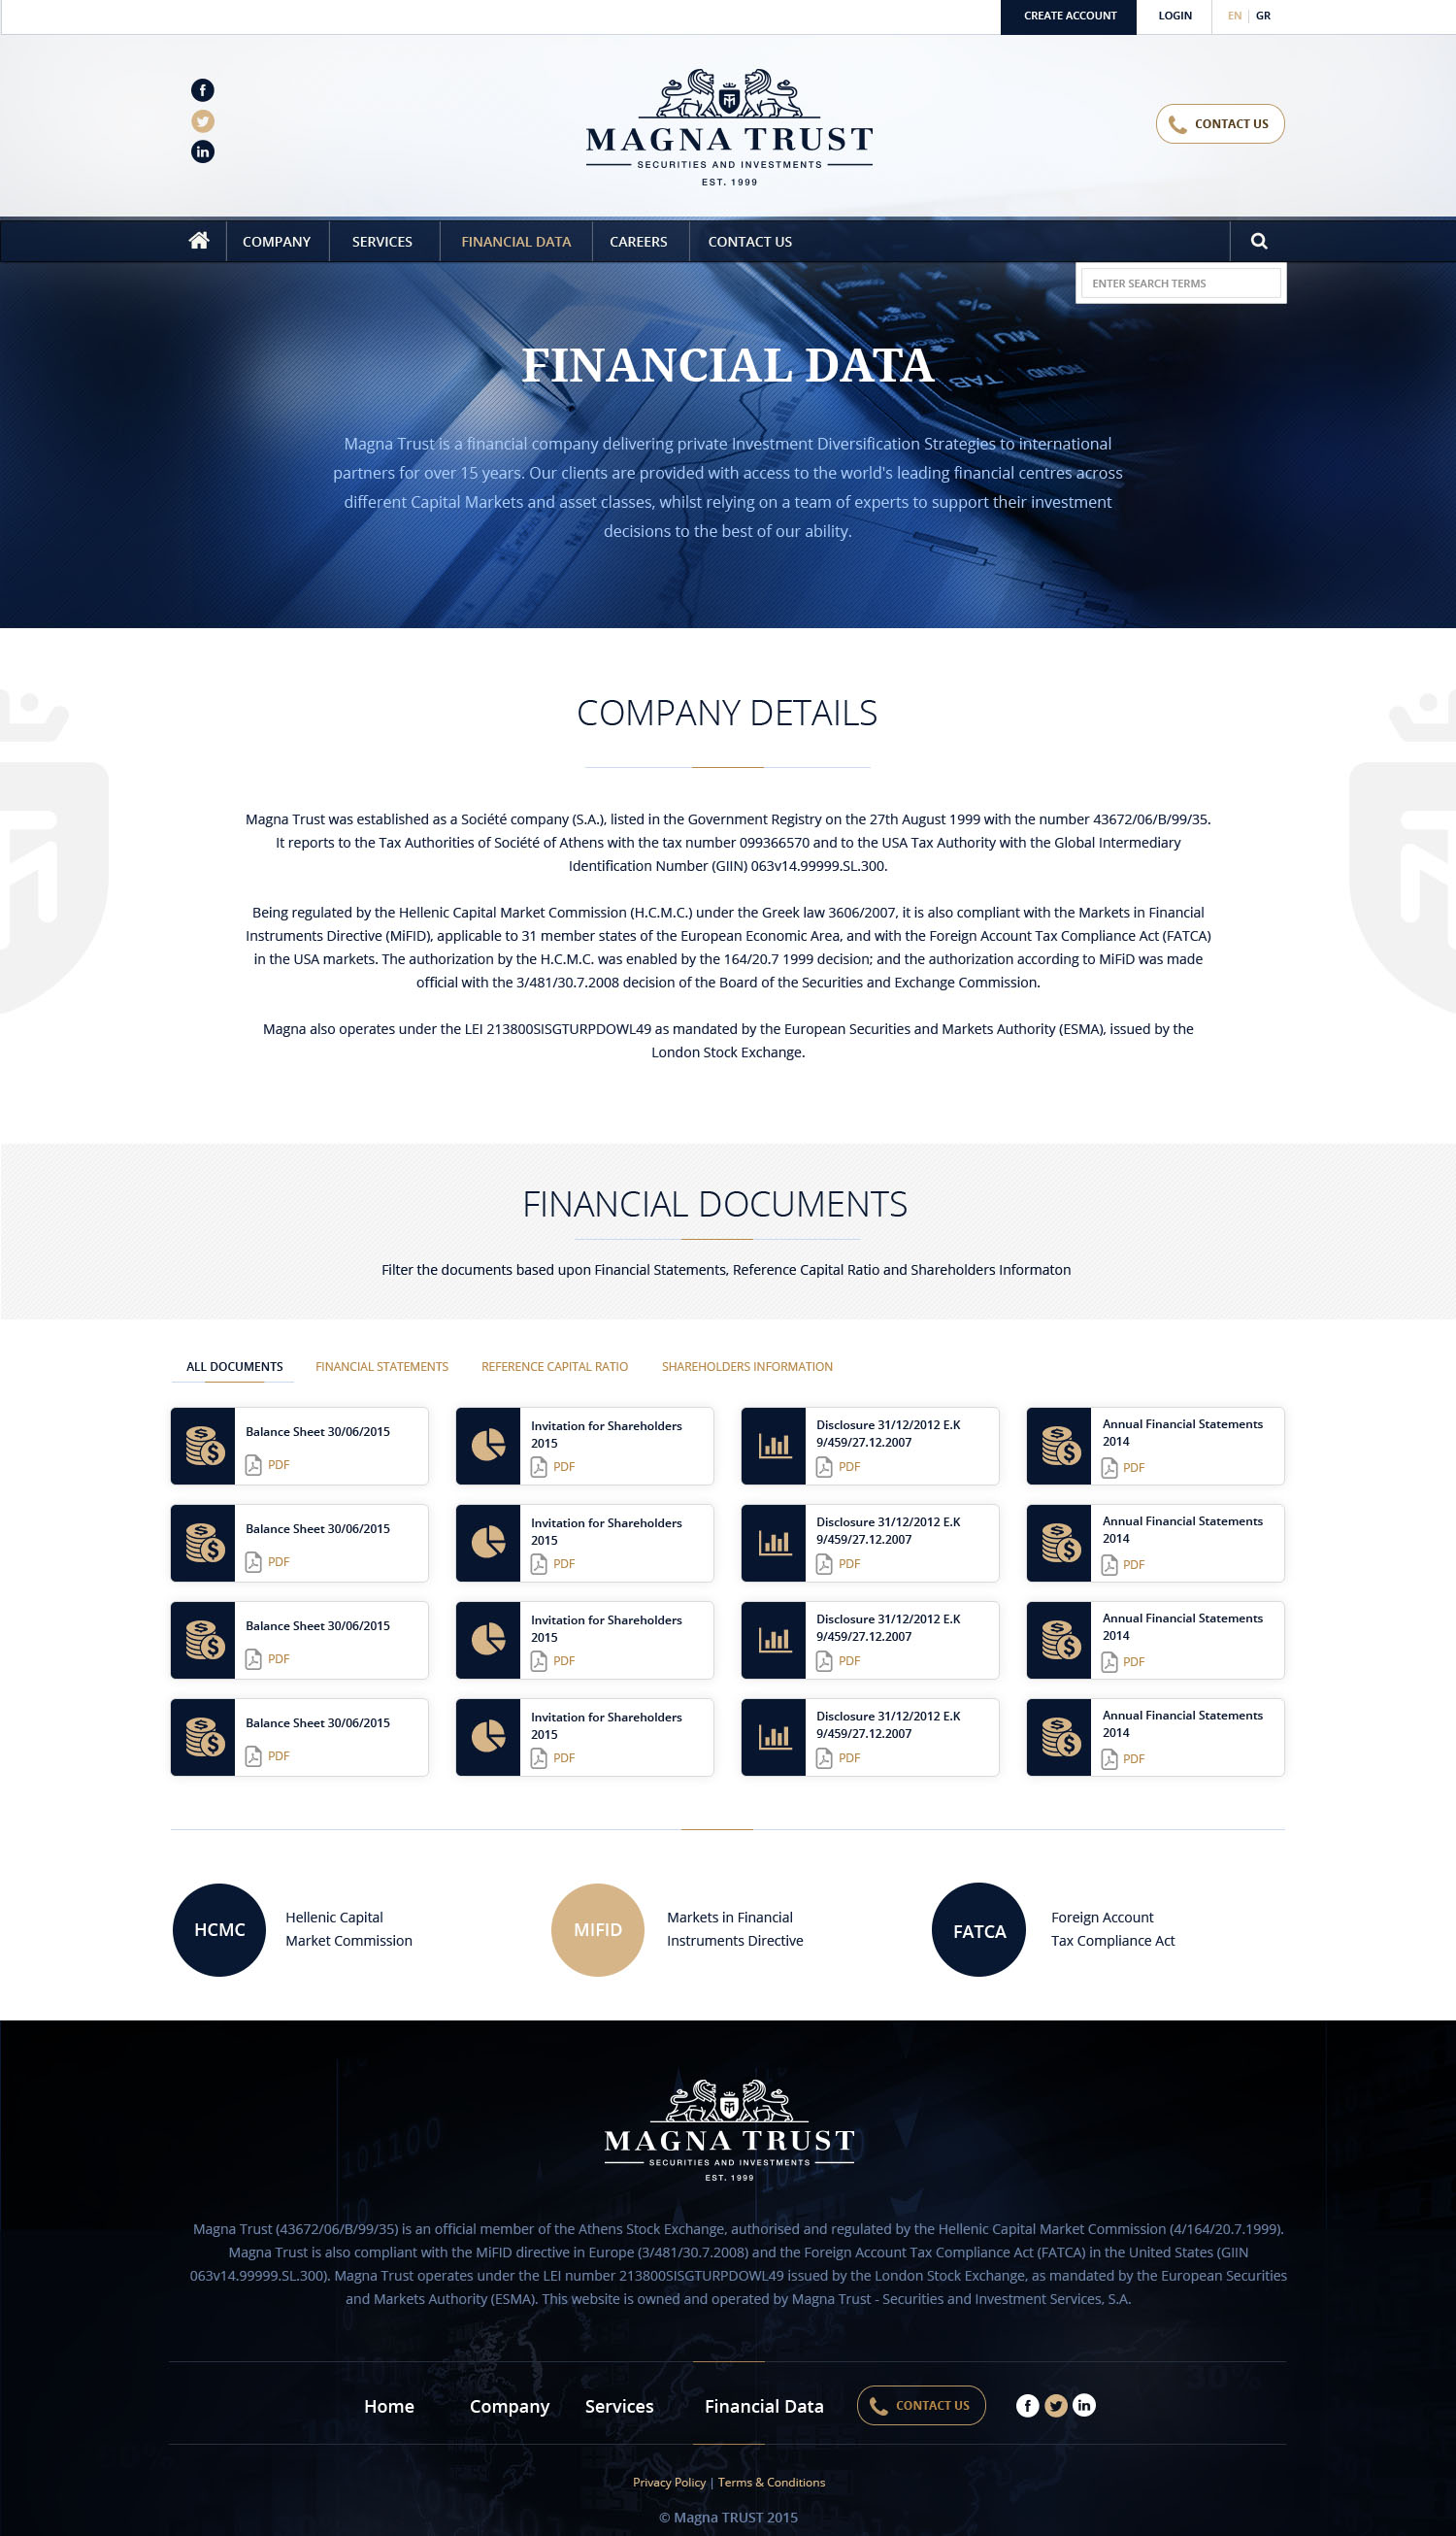 CREATE ACCOUNT
LOGIN
EN | GR
MAGNA TRUST
SECURITIES AND INVESTMENTS
EST. 1999
CONTACT US
COMPANY
SERVICES
FINANCIAL DATA
CAREERS
CONTACT US
ENTER SEARCH TERMS
FINANCIAL DATA
Magna Trust is a financial company delivering private Investment Diversification Strategies to international
partners for over 15 years. Our clients are provided with access to the world's leading financial centres across
different Capital Markets and asset classes, whilst relying on a team of experts to support their investment
decisions to the best of our ability.
COMPANY DETAILS
Magna Trust was established as a Société company (S.A.), listed in the Government Registry on the 27th August 1999 with the number 43672/06/B/99/35.
It reports to the Tax Authorities of Société of Athens with the tax number 099366570 and to the USA Tax Authority with the Global Intermediary
Identification Number (GIIN) 063v14.99999.SL.300.
Being regulated by the Hellenic Capital Market Commission (H.C.M.C.) under the Greek law 3606/2007, it is also compliant with the Markets in Financial
Instruments Directive (MiFID), applicable to 31 member states of the European Economic Area, and with the Foreign Account Tax Compliance Act (FATCA)
in the USA markets. The authorization by the H.C.M.C. was enabled by the 164/20.7 1999 decision; and the authorization according to MiFiD was made
official with the 3/481/30.7.2008 decision of the Board of the Securities and Exchange Commission.
Magna also operates under the LEI 213800SISGTURPDOWL49 as mandated by the European Securities and Markets Authority (ESMA), issued by the
London Stock Exchange.
FINANCIAL DOCUMENTS
Filter the documents based upon Financial Statements, Reference Capital Ratio and Shareholders Informaton
ALL DOCUMENTS
FINANCIAL STATEMENTS
REFERENCE CAPITAL RATIO
SHAREHOLDERS INFORMATION
Balance Sheet 30/06/2015
PDF
Invitation for Shareholders
2015
PDF
Disclosure 31/12/2012 E.K
9/459/27.12.2007
PDF
Annual Financial Statements
2014
PDF
Balance Sheet 30/06/2015
PDF
Invitation for Shareholders
2015
PDF
Disclosure 31/12/2012 E.K
9/459/27.12.2007
PDF
Annual Financial Statements
2014
PDF
Balance Sheet 30/06/2015
PDF
Invitation for Shareholders
2015
PDF
Disclosure 31/12/2012 E.K
9/459/27.12.2007
PDF
Annual Financial Statements
2014
PDF
Balance Sheet 30/06/2015
PDF
Invitation for Shareholders
2015
PDF
Disclosure 31/12/2012 E.K
9/459/27.12.2007
PDF
Annual Financial Statements
2014
PDF
HCMC
Hellenic Capital
Market Commission
MIFID
Markets in Financial
Instruments Directive
FATCA
Foreign Account
Tax Compliance Act
MAGNA TRUST
SECURITIES AND INVESTMENTS
EST. 1999
Magna Trust (43672/06/B/99/35) is an official member of the Athens Stock Exchange, authorised and regulated by the Hellenic Capital Market Commission (4/164/20.7.1999).
Magna Trust is also compliant with the MiFID directive in Europe (3/481/30.7.2008) and the Foreign Account Tax Compliance Act (FATCA) in the United States (GIIN
063v14.99999.SL.300). Magna Trust operates under the LEI number 213800SISGTURPDOWL49 issued by the London Stock Exchange, as mandated by the European Securities
and Markets Authority (ESMA). This website is owned and operated by Magna Trust - Securities and Investment Services, S.A.
Home
Company
Services
Financial Data
CONTACT US
Privacy Policy | Terms & Conditions
© Magna TRUST 2015